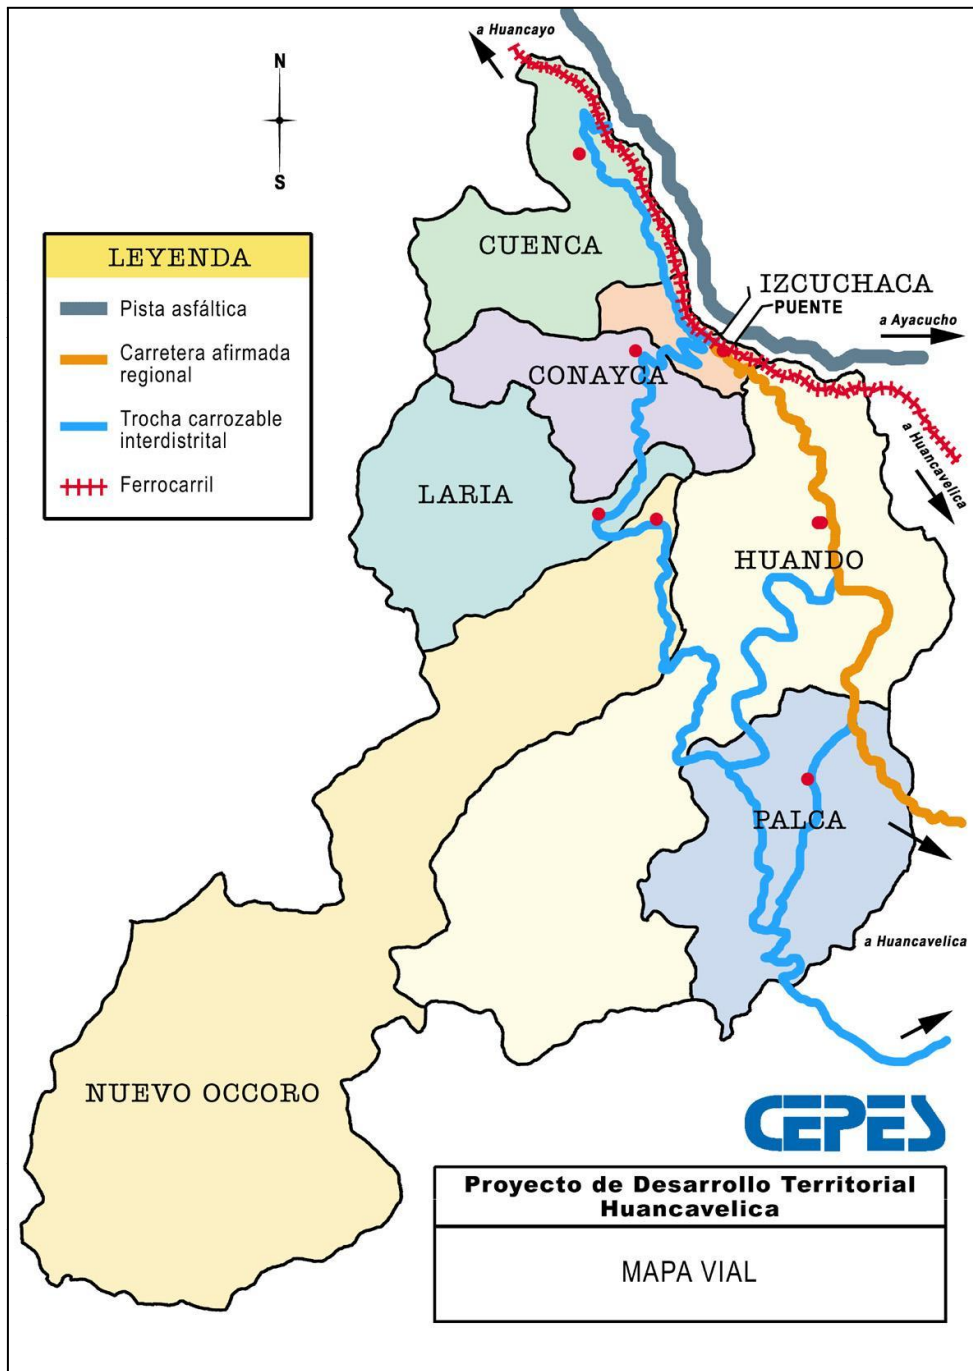 a Huancayo
N
S
LEYENDA
Pista asfáltica
Carretera afirmada
regional
Trocha carrozable
interdistrital
Ferrocarril
CUENCA
IZCUCHACA
PUENTE
a Ayacucho
CONAYCA
a Huancavelica
LARIA
HUANDO
PALCA
a Huancavelica
NUEVO OCCORO
CEPES
Proyecto de Desarrollo Territorial
Huancavelica
MAPA VIAL